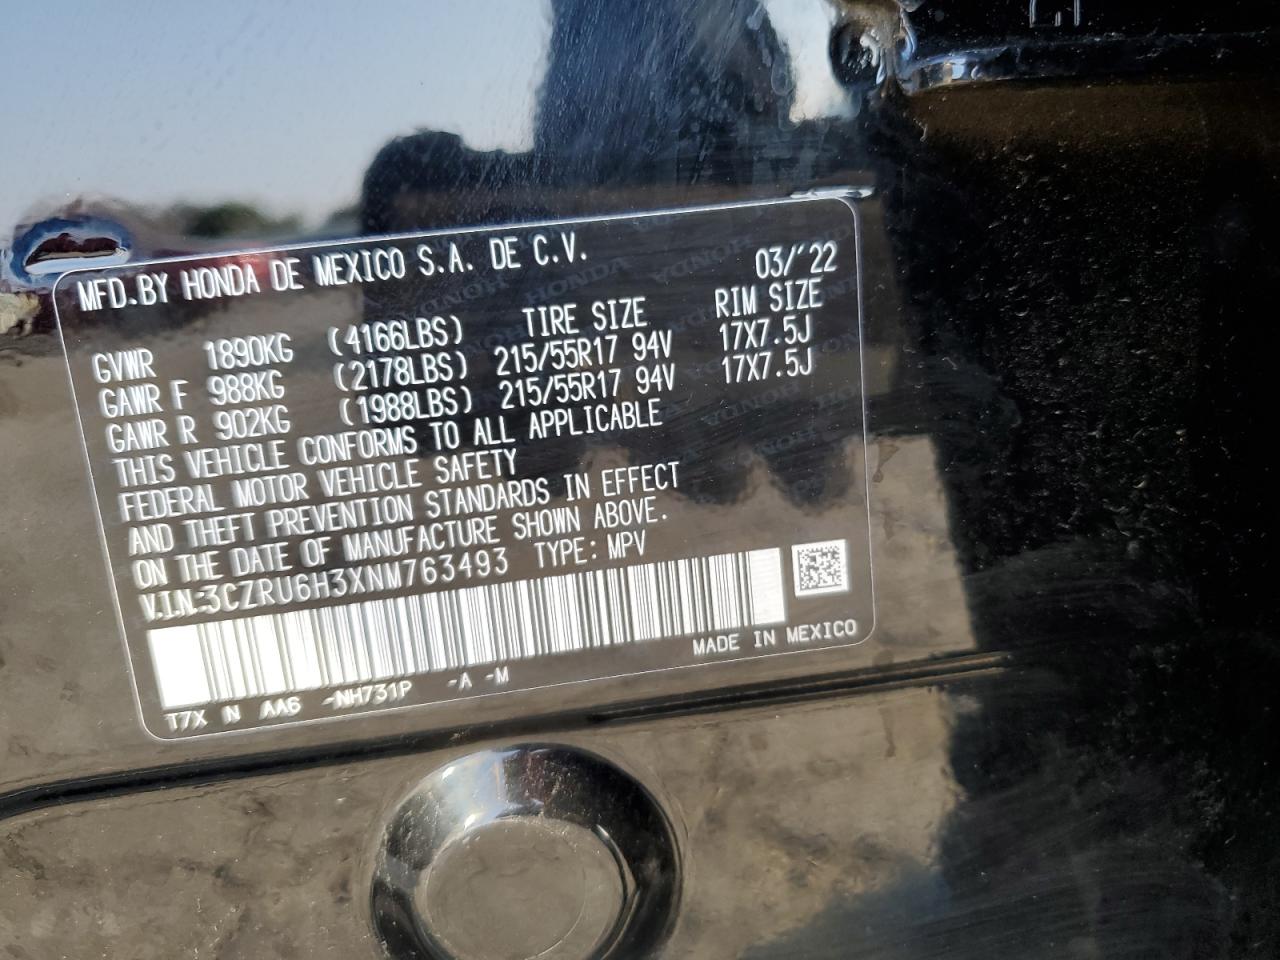 MFD.BY HONDA DE MEXICO S.A. DE C.V.
03/'22
TIRE SIZE RIM SIZE
GVWR 1890KG (4166LBS)
GAWR F 988KG (2178LBS) 215/55R17 94V 17X7.5J
GAWR R 902KG (1988LBS) 215/55R17 94V 17X7.5J
THIS VEHICLE CONFORMS TO ALL APPLICABLE
FEDERAL MOTOR VEHICLE SAFETY
AND THEFT PREVENTION STANDARDS IN EFFECT
ON THE DATE OF MANUFACTURE SHOWN ABOVE.
V.I.N.:3CZRU6H3XNM763493 TYPE: MPV
MADE IN MEXICO
T7X N AA6 -NH731P -A -M